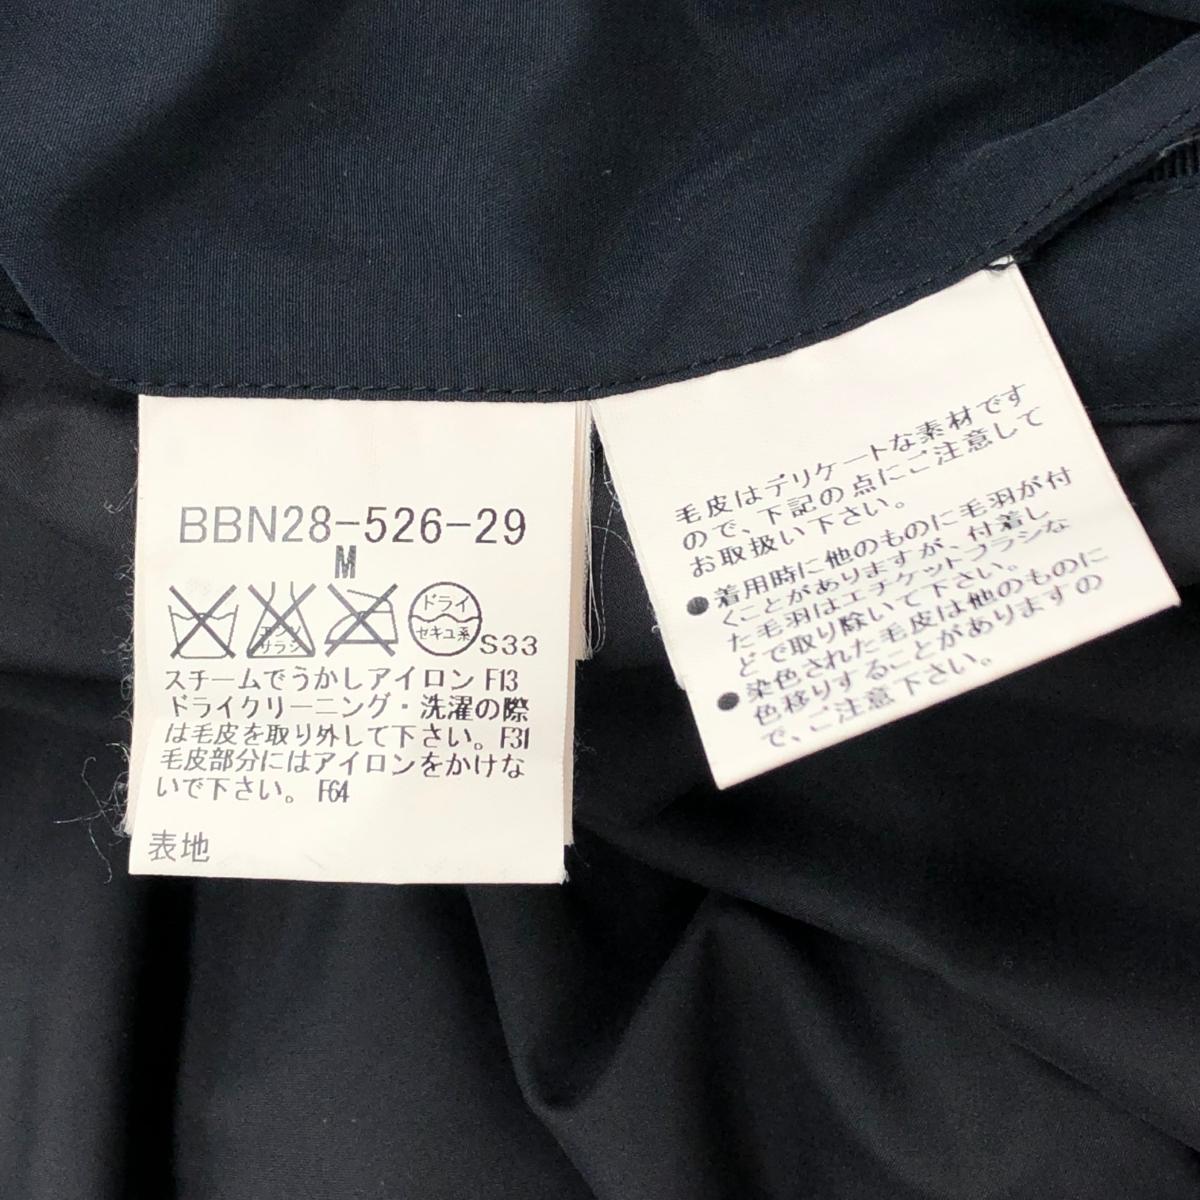 BBN28-526-29
M
エンソ
サラシ
ドライ
セキユ系
S33
スチームでうかしアイロン F13
ドライクリーニング・洗濯の際
は毛皮を取り外して下さい。F31
毛皮部分にはアイロンをかけな
いで下さい。 F64
表地
毛皮はデリケートな素材です
ので、下記の点にご注意して
お取扱い下さい。
●着用時に他のものに毛羽が付
くことがありますが、付着し
た毛羽はエチケットブラシな
どで取り除いて下さい。
●染色された毛皮は他のものに
色移りすることがありますの
で、ご注意下さい。